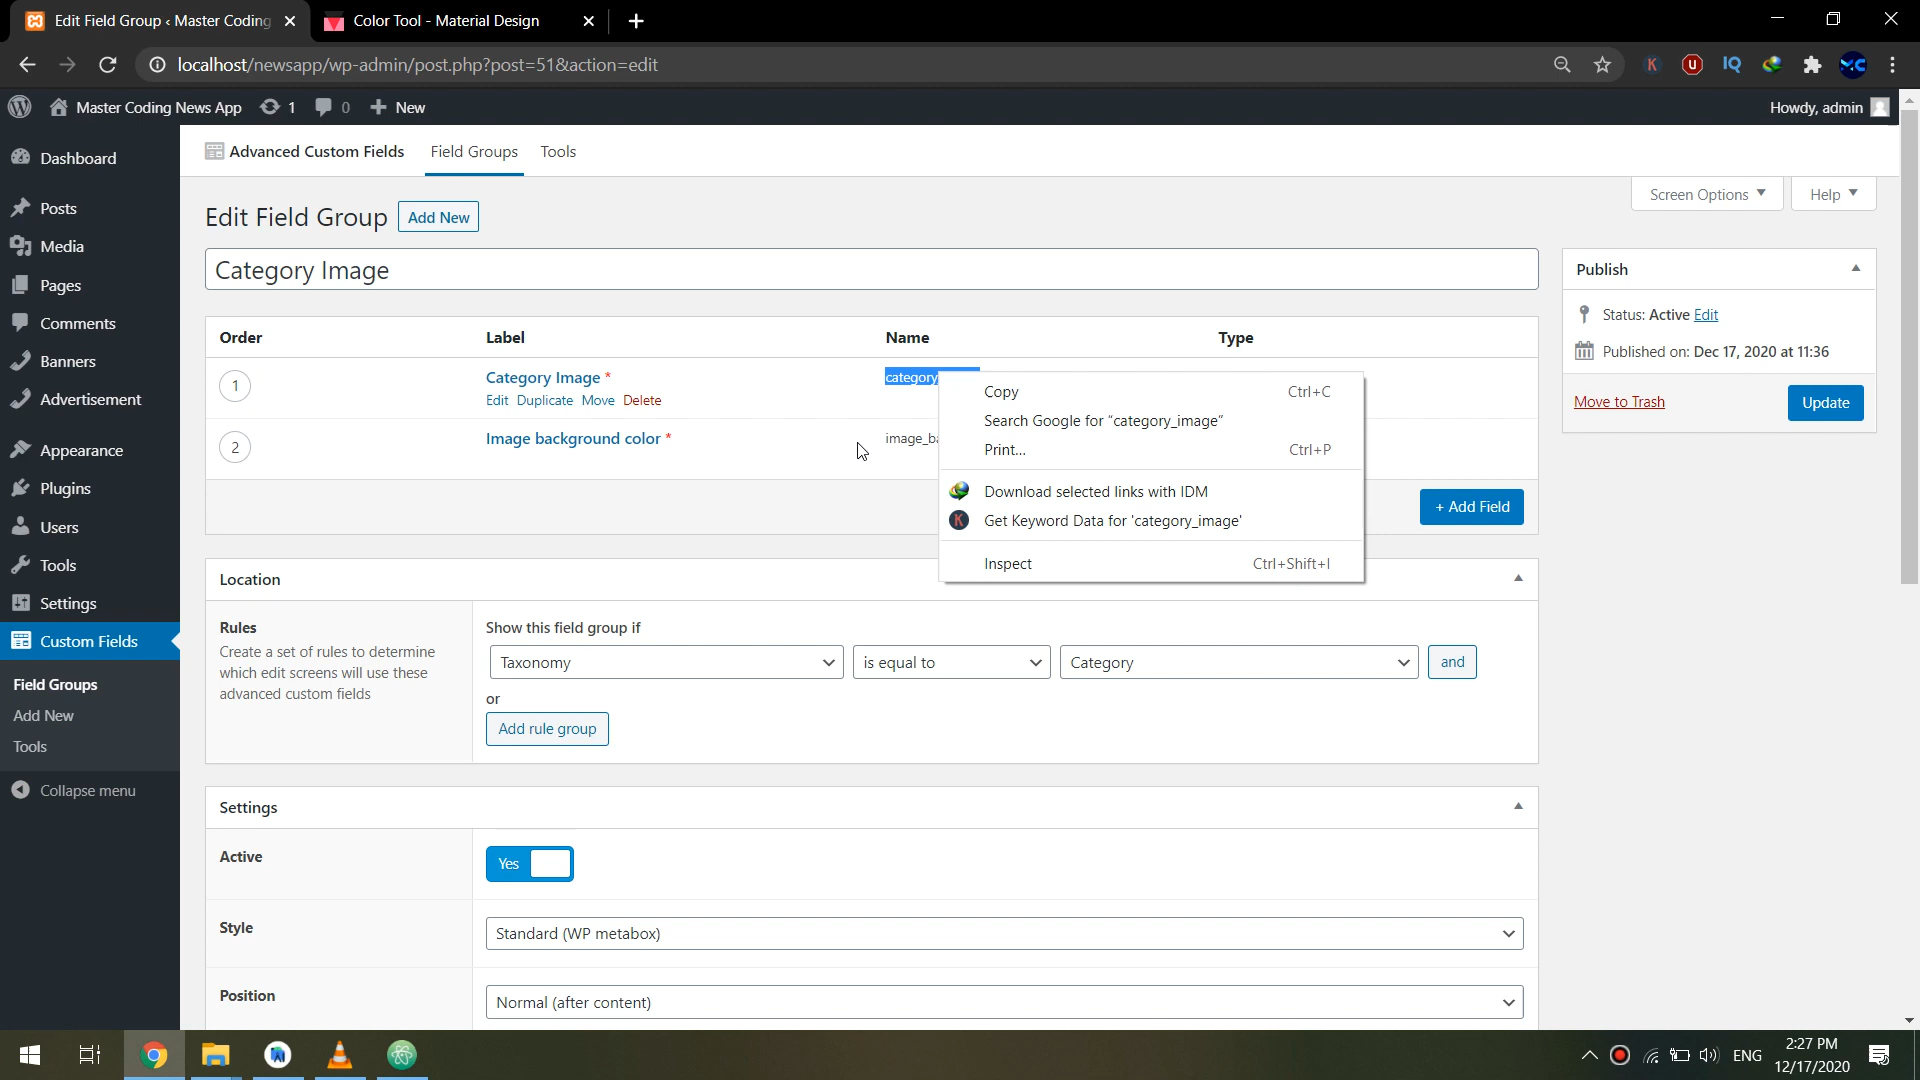 Edit Field Group ‹ Master Coding
Color Tool - Material Design
localhost/newsapp/wp-admin/post.php?post=51&action=edit
Master Coding News App
1
0
New
Howdy, admin
Dashboard
Posts
Media
Pages
Comments
Banners
Advertisement
Appearance
Plugins
Users
Tools
Settings
Custom Fields
Field Groups
Add New
Tools
Collapse menu
Advanced Custom Fields
Field Groups
Tools
Screen Options
Help
Edit Field Group
Add New
Category Image
Order Label Name Type
1
Category Image *
category
Edit Duplicate Move Delete
2
Image background color *
image_ba
+ Add Field
Copy Ctrl+C
Search Google for “category_image”
Print... Ctrl+P
Download selected links with IDM
K Get Keyword Data for 'category_image'
Inspect Ctrl+Shift+I
Location
Rules
Create a set of rules to determine
which edit screens will use these
advanced custom fields
Show this field group if
Taxonomy
is equal to
Category
and
or
Add rule group
Settings
Active
Yes
Style
Standard (WP metabox)
Position
Normal (after content)
Publish
Status: Active Edit
Published on: Dec 17, 2020 at 11:36
Move to Trash
Update
K
U
IQ
ENG
2:27 PM
12/17/2020